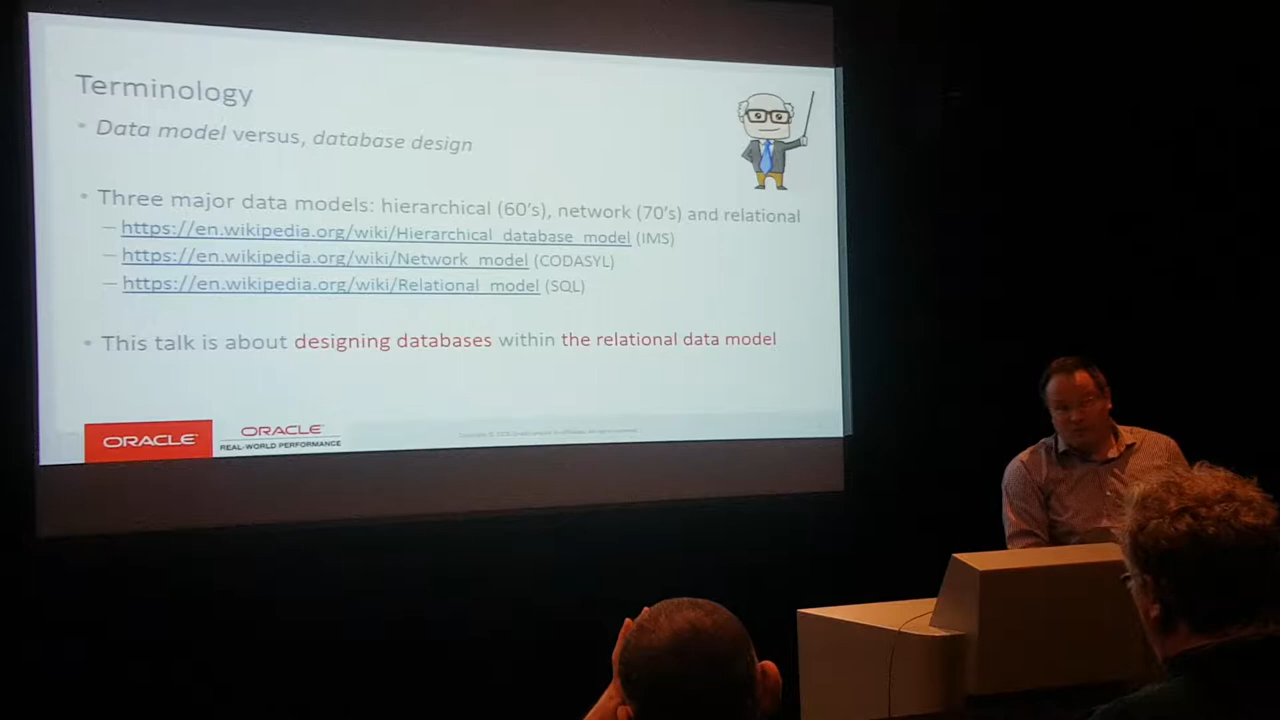 Terminology
• Data model versus, database design
• Three major data models: hierarchical (60's), network (70's) and relational
– https://en.wikipedia.org/wiki/Hierarchical_database_model (IMS)
– https://en.wikipedia.org/wiki/Network_model (CODASYL)
– https://en.wikipedia.org/wiki/Relational_model (SQL)
• This talk is about designing databases within the relational data model
ORACLE
ORACLE
REAL-WORLD PERFORMANCE